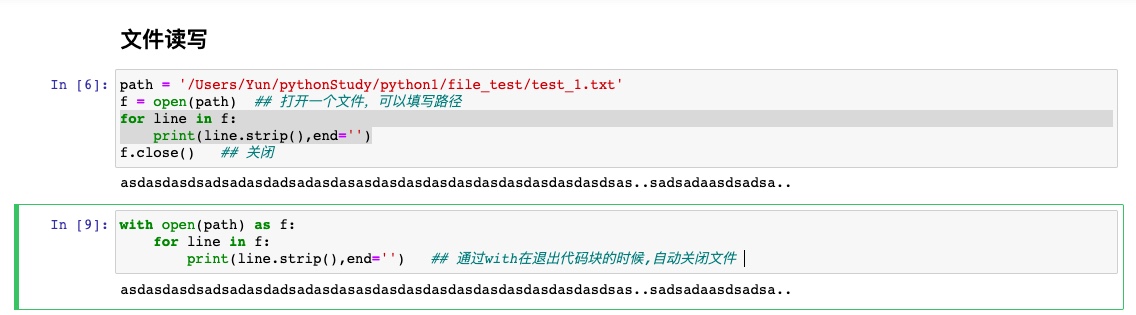 文件读写
In [6]: path = '/Users/Yun/pythonStudy/python1/file_test/test_1.txt'
f = open(path)  ## 打开一个文件，可以填写路径
for line in f:
    print(line.strip(),end='')
f.close()   ## 关闭
asdasdasdsadsadasdadsadasdasasdasdasdasdasdasdasdasdasdasdsas..sadsadaasdsadsa..
In [9]: with open(path) as f:
    for line in f:
        print(line.strip(),end='')   ## 通过with在退出代码块的时候,自动关闭文件
asdasdasdsadsadasdadsadasdasasdasdasdasdasdasdasdasdasdasdsas..sadsadaasdsadsa..